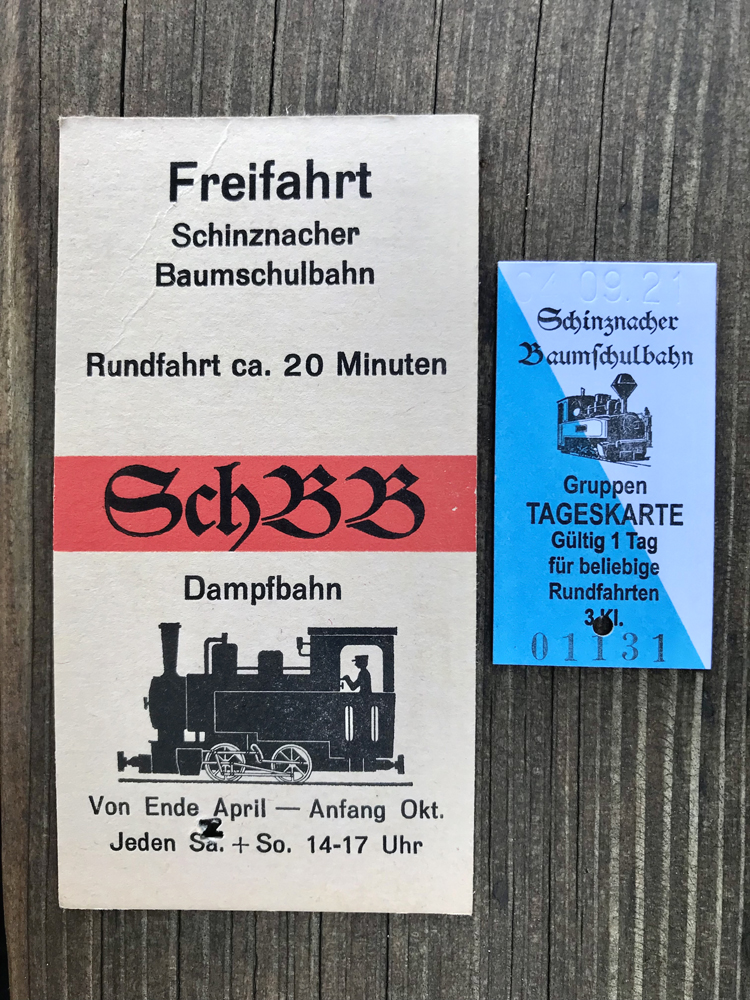 Freifahrt
Schinznacher
Baumschulbahn
Rundfahrt ca. 20 Minuten
SchBB
Dampfbahn
Von Ende April — Anfang Okt.
Jeden Sa. + So. 14-17 Uhr
04.09.21
Schinznacher
Baumſchulbahn
Gruppen
TAGESKARTE
Gültig 1 Tag
für beliebige
Rundfahrten
3.Kl.
01131